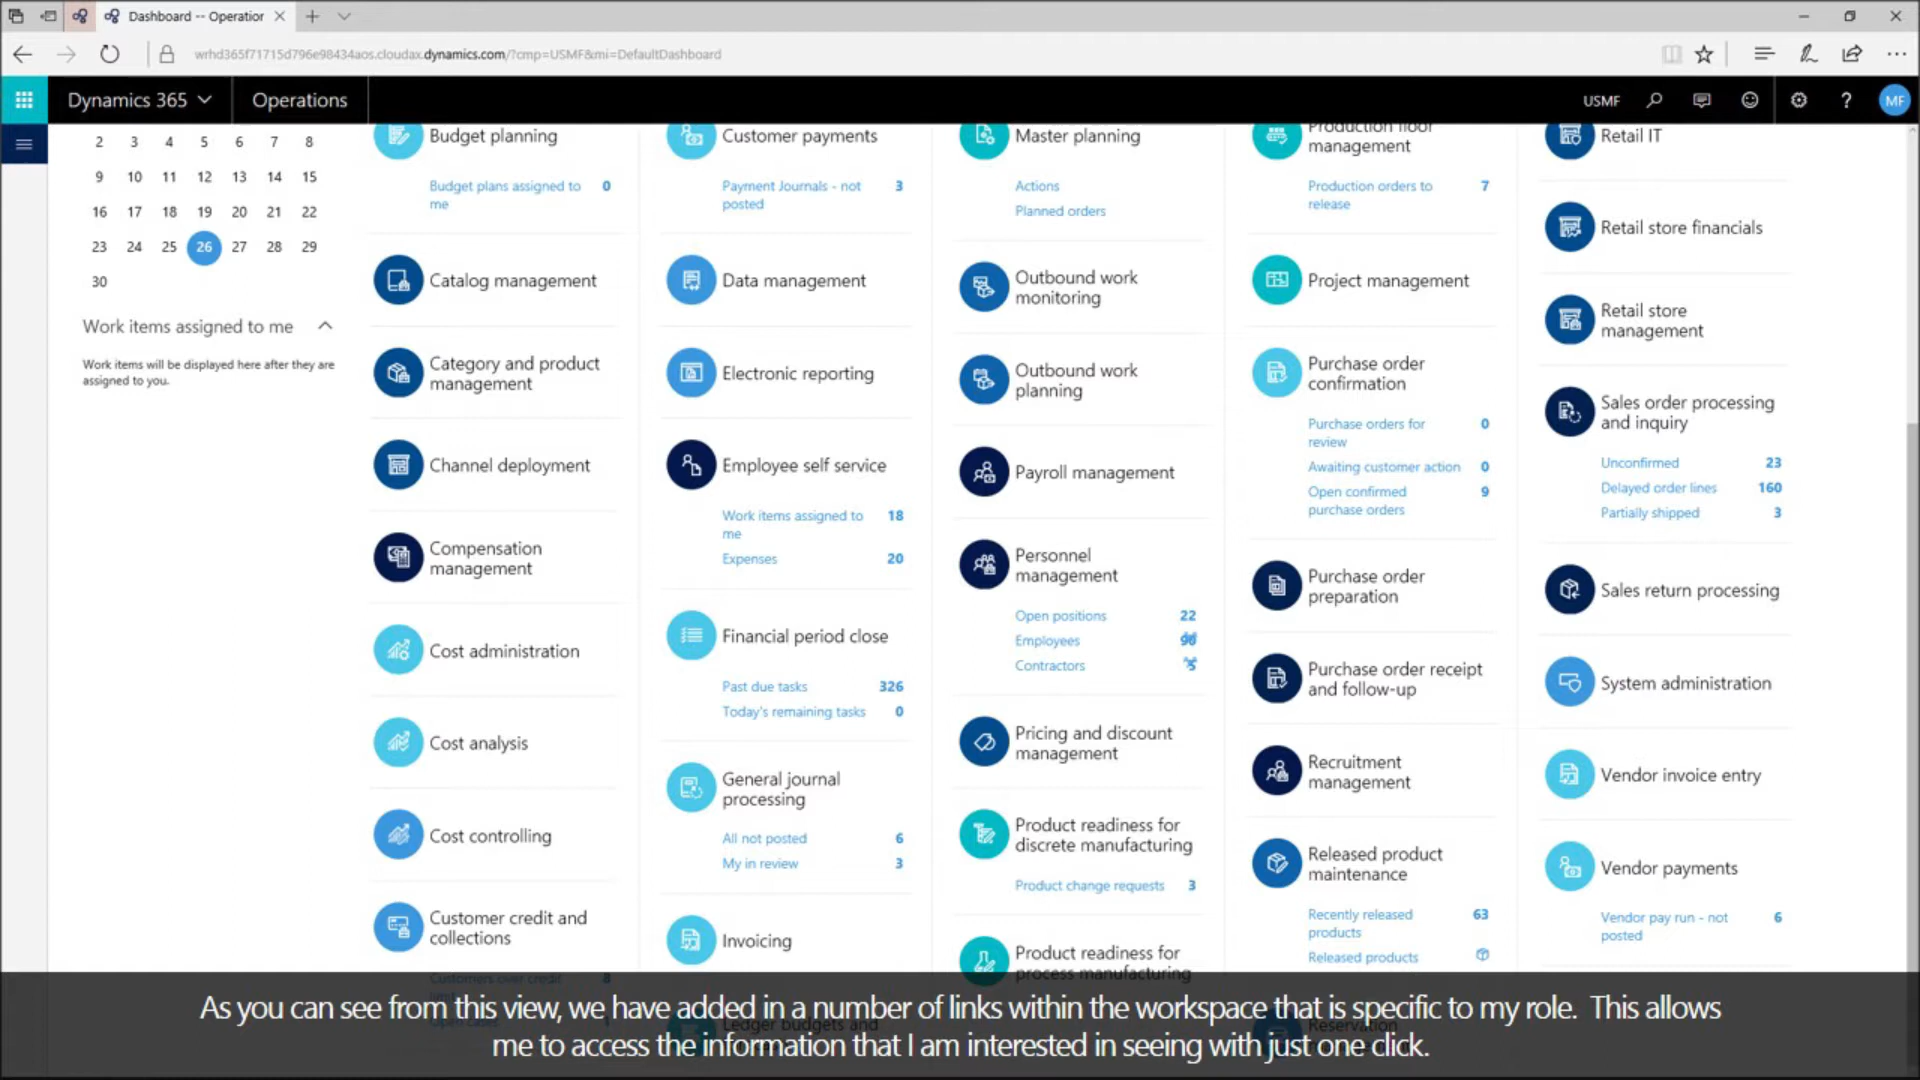 Dashboard -- Operation
wrhd365f71715d796e98434aos.cloudax.dynamics.com/?cmp=USMF&mi=DefaultDashboard
Dynamics 365
Operations
USMF
MF
2 3 4 5 6 7 8
9 10 11 12 13 14 15
16 17 18 19 20 21 22
23 24 25 26 27 28 29
30
Work items assigned to me
Work items will be displayed here after they are
assigned to you.
Budget planning
Budget plans assigned to 0
me
Catalog management
Category and product
management
Channel deployment
Compensation
management
Cost administration
Cost analysis
Cost controlling
Customer credit and
collections
Customers over credit 8
Open cases
Customer payments
Payment Journals - not 3
posted
Data management
Electronic reporting
Employee self service
Work items assigned to 18
me
Expenses 20
Financial period close
Past due tasks 326
Today's remaining tasks 0
General journal
processing
All not posted 6
My in review 3
Invoicing
Ledger budgets and
Master planning
Actions
Planned orders
Outbound work
monitoring
Outbound work
planning
Payroll management
Personnel
management
Open positions 22
Employees
Contractors
Pricing and discount
management
Product readiness for
discrete manufacturing
Product change requests 3
Product readiness for
process manufacturing
Production floor
management
Production orders to 7
release
Project management
Purchase order
confirmation
Purchase orders for 0
review
Awaiting customer action 0
Open confirmed 9
purchase orders
Purchase order
preparation
Purchase order receipt
and follow-up
Recruitment
management
Released product
maintenance
Recently released 63
products
Released products
Reservation
Retail IT
Retail store financials
Retail store
management
Sales order processing
and inquiry
Unconfirmed 23
Delayed order lines 160
Partially shipped 3
Sales return processing
System administration
Vendor invoice entry
Vendor payments
Vendor pay run - not 6
posted
As you can see from this view, we have added in a number of links within the workspace that is specific to my role. This allows
me to access the information that I am interested in seeing with just one click.